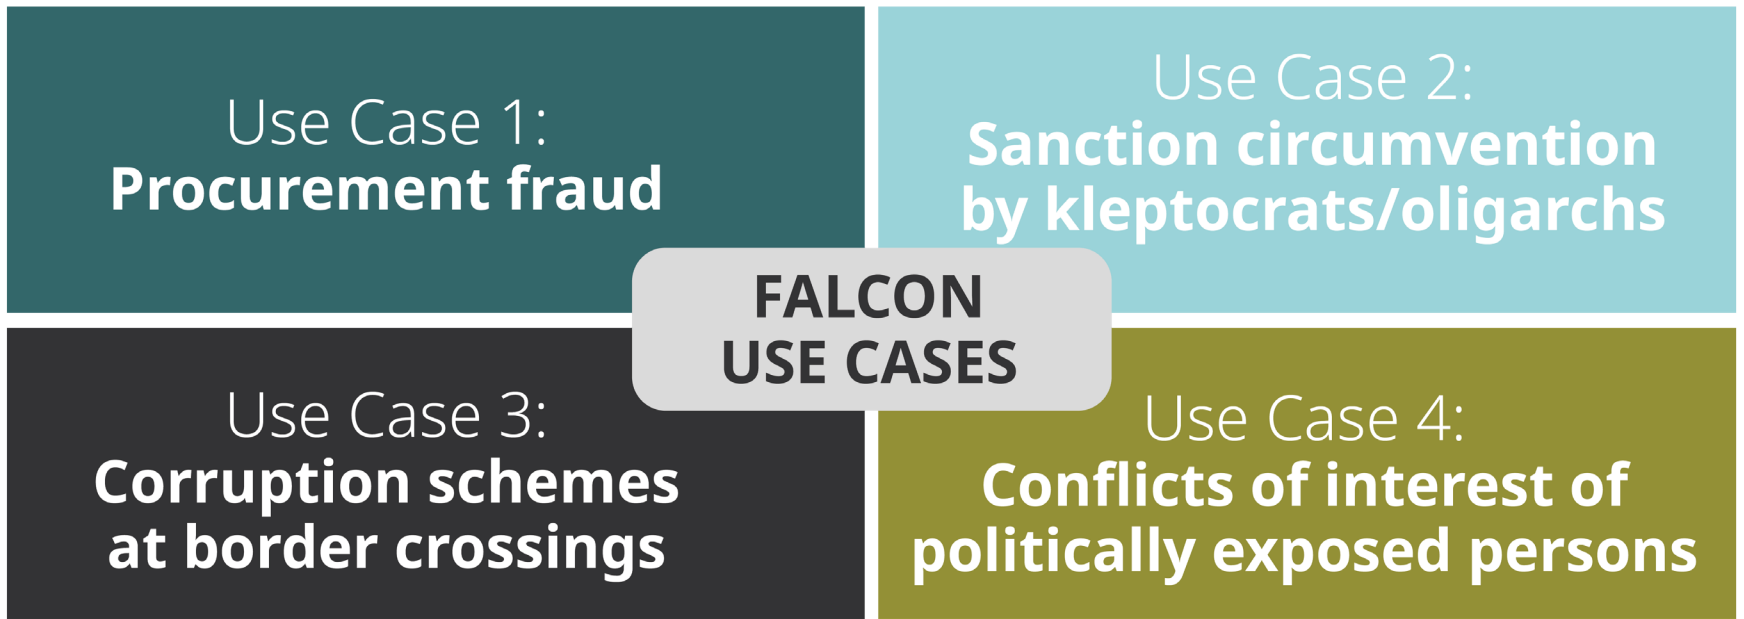 Use Case 1:
Procurement fraud
Use Case 2:
Sanction circumvention
by kleptocrats/oligarchs
FALCON
USE CASES
Use Case 3:
Corruption schemes
at border crossings
Use Case 4:
Conflicts of interest of
politically exposed persons